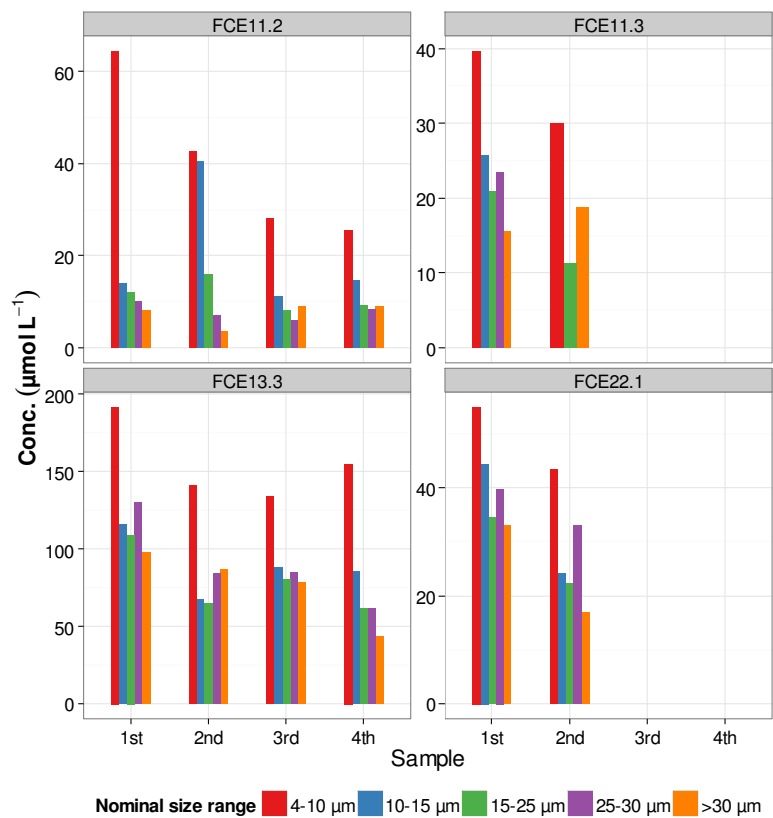 FCE11.2
FCE11.3
60
40
20
0
40
30
20
10
0
FCE13.3
FCE22.1
200
150
100
50
0
40
20
0
Conc. (µmol L⁻¹)
1st 2nd 3rd 4th
1st 2nd 3rd 4th
Sample
Nominal size range 4-10 µm 10-15 µm 15-25 µm 25-30 µm >30 µm